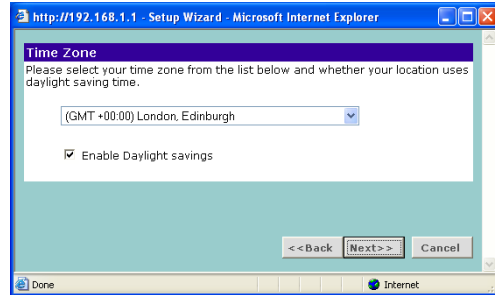 http://192.168.1.1 - Setup Wizard - Microsoft Internet Explorer
Time Zone
Please select your time zone from the list below and whether your location uses
daylight saving time.
(GMT +00:00) London, Edinburgh
Enable Daylight savings
<<Back Next>> Cancel
Done Internet